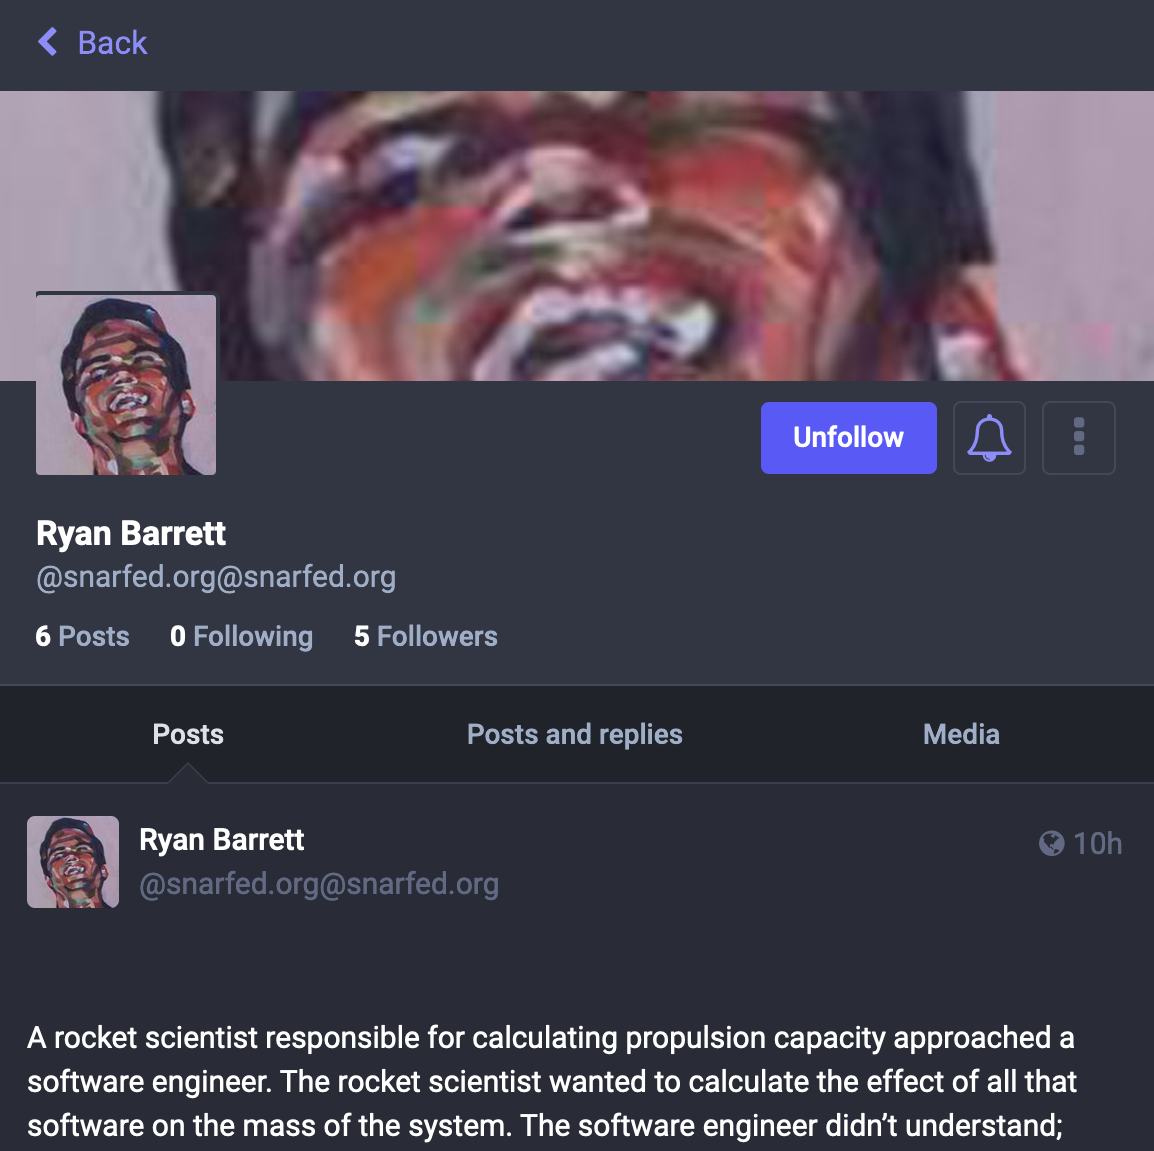 Back
Unfollow
Ryan Barrett
@snarfed.org@snarfed.org
6 Posts 0 Following 5 Followers
Posts Posts and replies Media
Ryan Barrett 10h
@snarfed.org@snarfed.org
A rocket scientist responsible for calculating propulsion capacity approached a
software engineer. The rocket scientist wanted to calculate the effect of all that
software on the mass of the system. The software engineer didn’t understand;